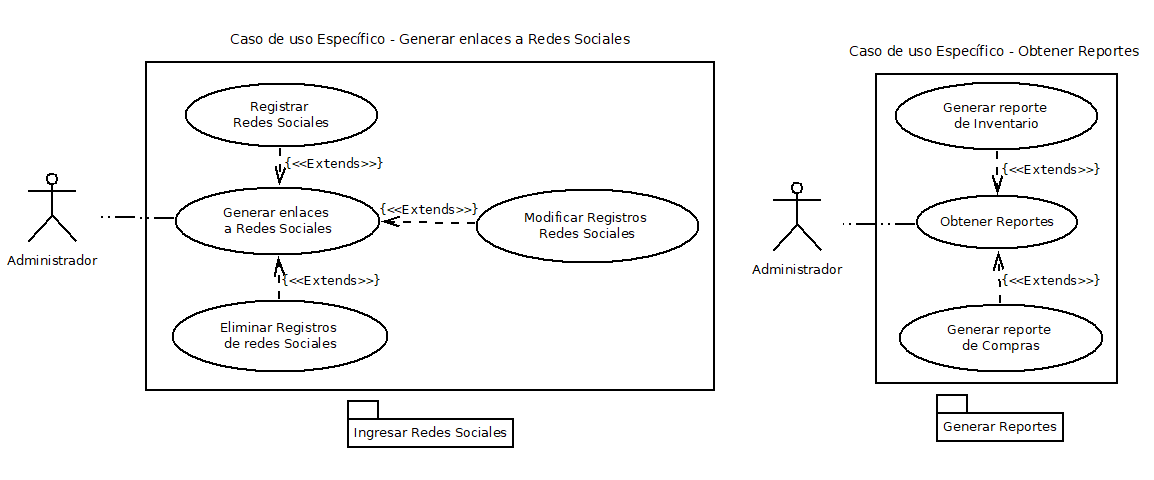 Caso de uso Específico - Generar enlaces a Redes Sociales
Registrar
Redes Sociales
{<<Extends>>}
Generar enlaces
a Redes Sociales
{<<Extends>>}
Modificar Registros
Redes Sociales
{<<Extends>>}
Eliminar Registros
de redes Sociales
Administrador
Ingresar Redes Sociales
Caso de uso Específico - Obtener Reportes
Generar reporte
de Inventario
{<<Extends>>}
Obtener Reportes
{<<Extends>>}
Generar reporte
de Compras
Administrador
Generar Reportes